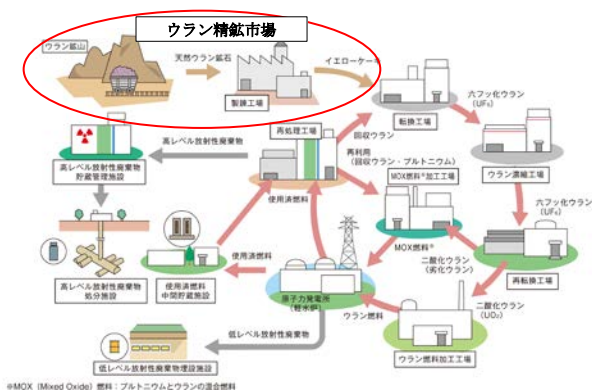 ウラン精鉱市場
ウラン鉱山
天然ウラン鉱石
イエローケーキ
製錬工場
転換工場
六フッ化ウラン
(UF₆)
再処理工場
回収ウラン
高レベル放射性廃棄物
再利用
(回収ウラン・プルトニウム)
高レベル放射性廃棄物
貯蔵管理施設
MOX燃料※加工工場
ウラン濃縮工場
使用済燃料
六フッ化ウラン
(UF₆)
MOX燃料※
二酸化ウラン
(劣化ウラン)
再転換工場
使用済燃料
高レベル放射性廃棄物
処分施設
使用済燃料
中間貯蔵施設
原子力発電所
(軽水炉)
ウラン燃料
二酸化ウラン
(UO₂)
低レベル放射性廃棄物
ウラン燃料加工工場
低レベル放射性廃棄物埋設施設
※MOX (Mixed Oxide) 燃料：プルトニウムとウランの混合燃料